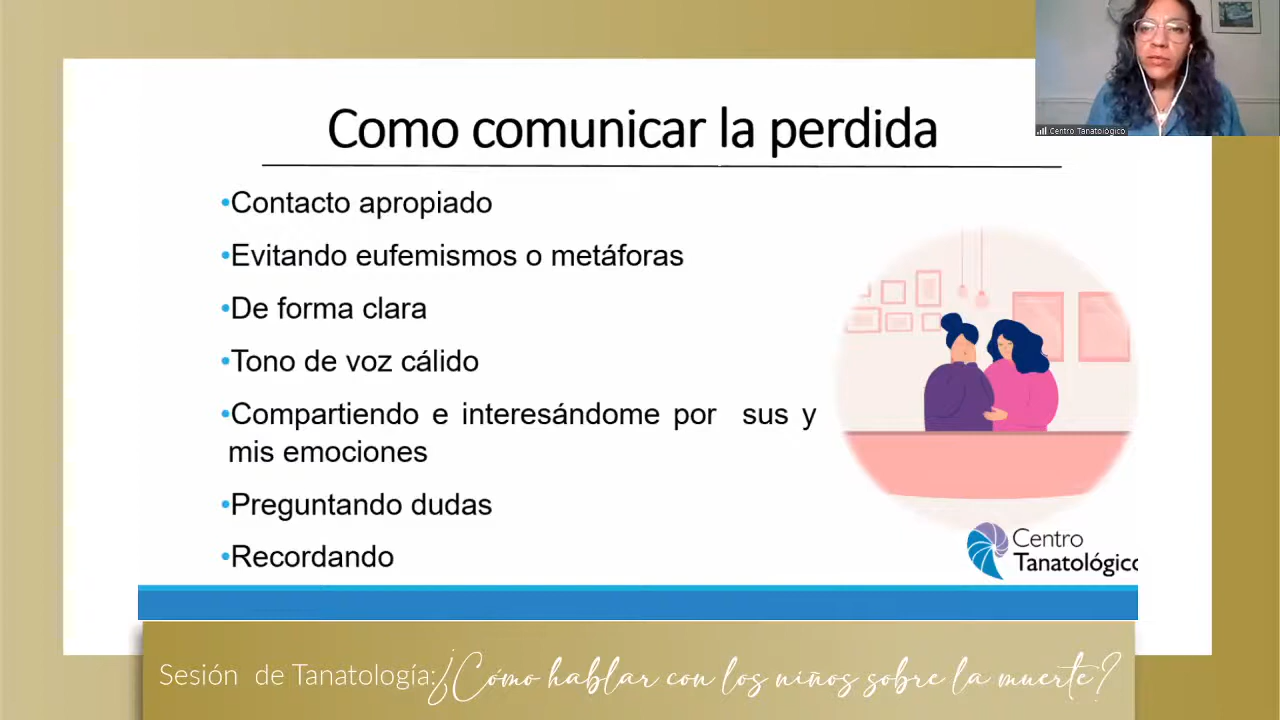 Como comunicar la perdida
Centro Tanatológico
•Contacto apropiado
•Evitando eufemismos o metáforas
•De forma clara
•Tono de voz cálido
•Compartiendo e interesándome por sus y
mis emociones
•Preguntando dudas
•Recordando
Centro
Tanatológico
Sesión de Tanatología: ¿Cómo hablar con los niños sobre la muerte?